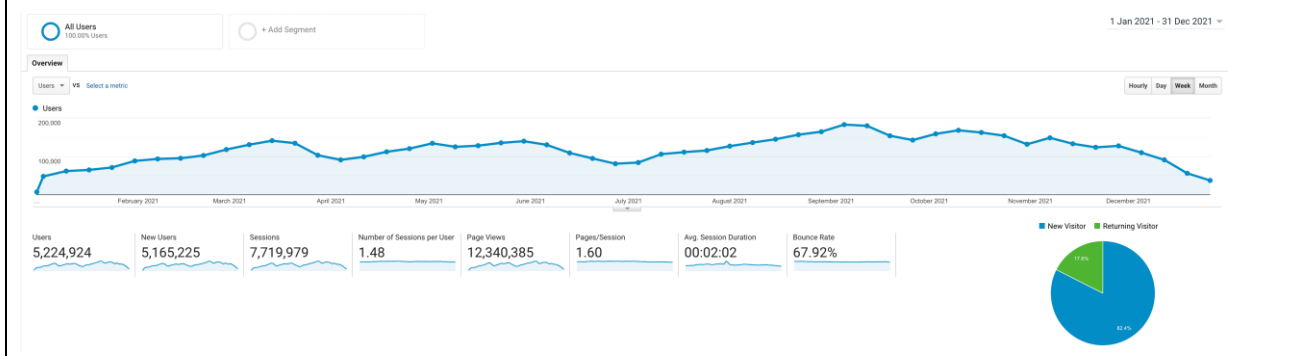 All Users
100.00% Users
+ Add Segment
1 Jan 2021 - 31 Dec 2021
Overview
Users VS Select a metric
Hourly Day Week Month
Users
200,000
100,000
...
February 2021 March 2021 April 2021 May 2021 June 2021 July 2021 August 2021 September 2021 October 2021 November 2021 December 2021
New Visitor Returning Visitor
Users New Users Sessions Number of Sessions per User Page Views Pages/Session Avg. Session Duration Bounce Rate
5,224,924 5,165,225 7,719,979 1.48 12,340,385 1.60 00:02:02 67.92%
17.6%
82.4%